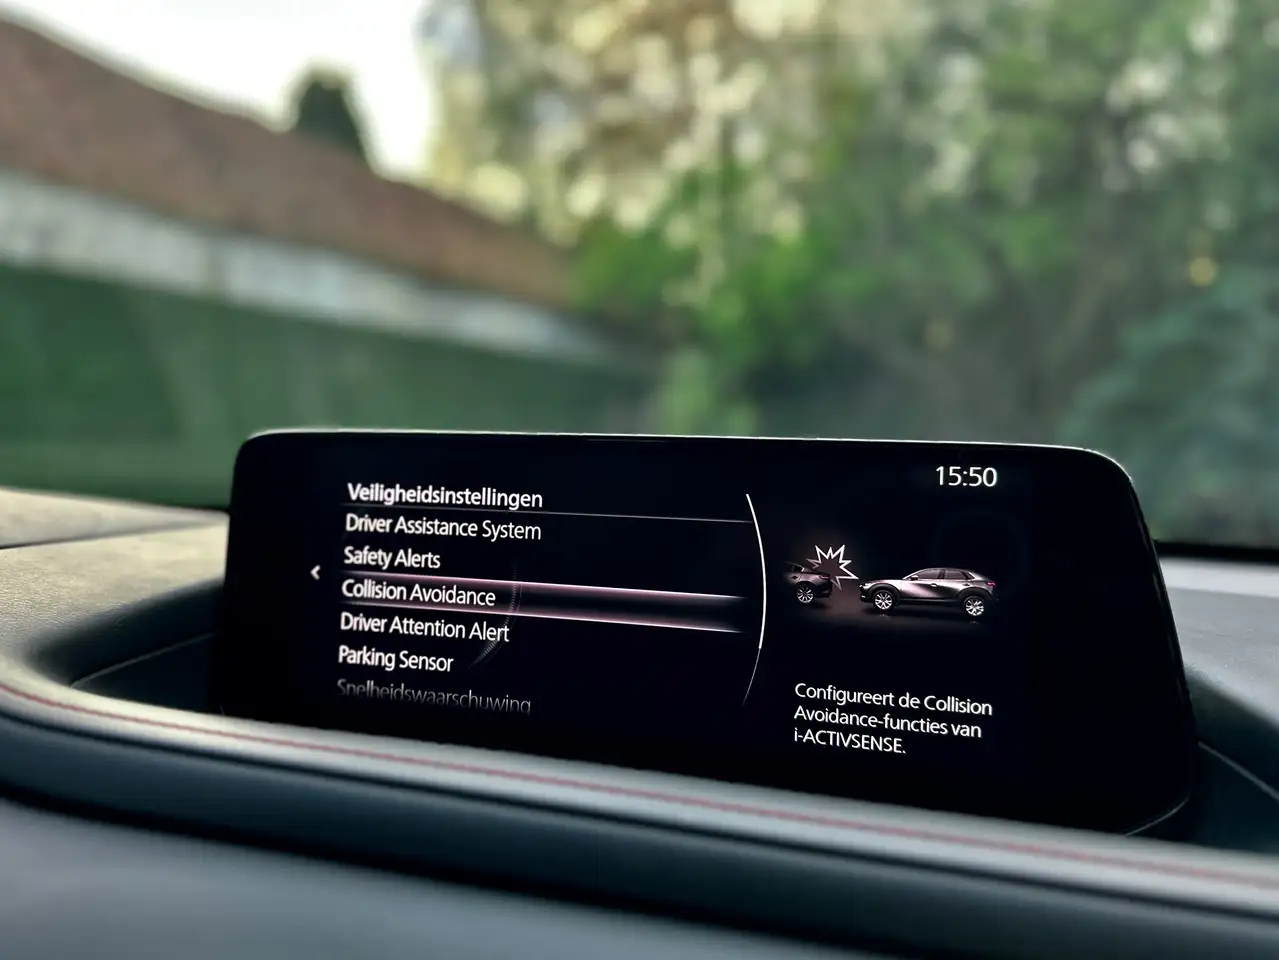 15:50
Veiligheidsinstellingen
Driver Assistance System
Safety Alerts
Collision Avoidance
Driver Attention Alert
Parking Sensor
Snelheidswaarschuwing
Configureert de Collision
Avoidance-functies van
i-ACTIVSENSE.